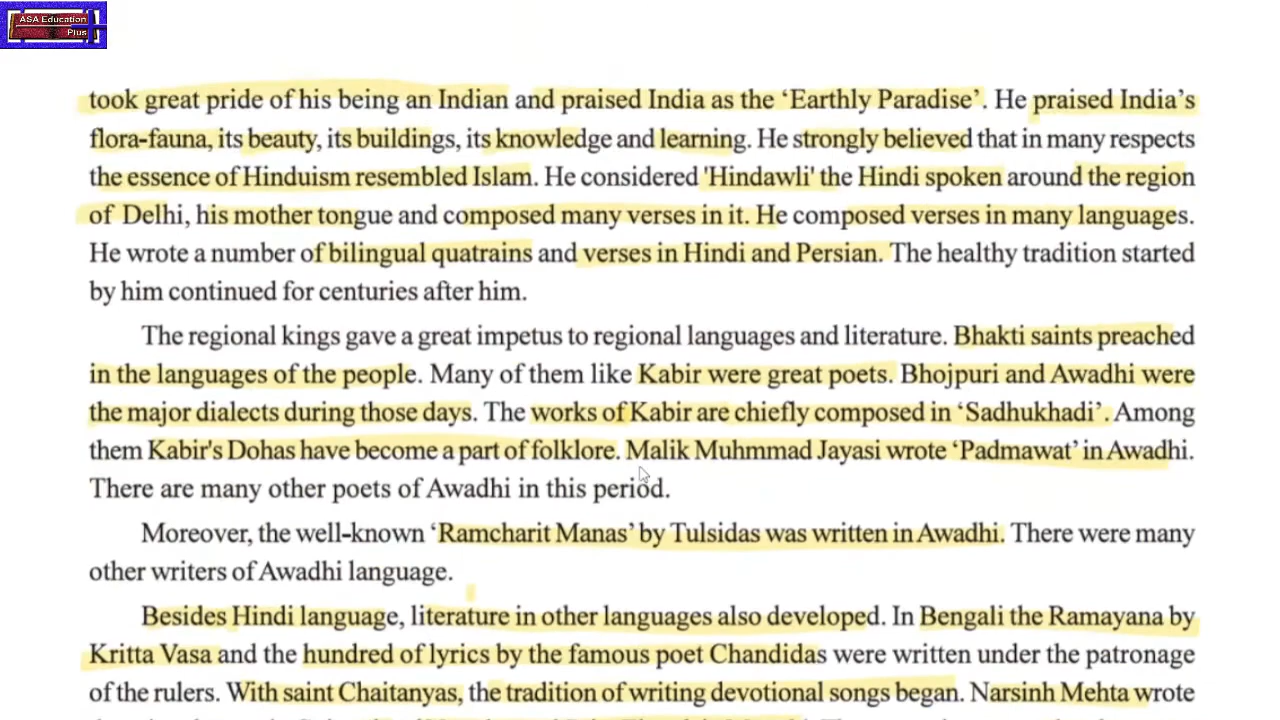 ASA Education
Plus
took great pride of his being an Indian and praised India as the ‘Earthly Paradise’. He praised India’s
flora-fauna, its beauty, its buildings, its knowledge and learning. He strongly believed that in many respects
the essence of Hinduism resembled Islam. He considered 'Hindawli' the Hindi spoken around the region
of Delhi, his mother tongue and composed many verses in it. He composed verses in many languages.
He wrote a number of bilingual quatrains and verses in Hindi and Persian. The healthy tradition started
by him continued for centuries after him.
The regional kings gave a great impetus to regional languages and literature. Bhakti saints preached
in the languages of the people. Many of them like Kabir were great poets. Bhojpuri and Awadhi were
the major dialects during those days. The works of Kabir are chiefly composed in ‘Sadhukhadi’. Among
them Kabir's Dohas have become a part of folklore. Malik Muhmmad Jayasi wrote ‘Padmawat’ in Awadhi.
There are many other poets of Awadhi in this period.
Moreover, the well-known ‘Ramcharit Manas’ by Tulsidas was written in Awadhi. There were many
other writers of Awadhi language.
Besides Hindi language, literature in other languages also developed. In Bengali the Ramayana by
Kritta Vasa and the hundred of lyrics by the famous poet Chandidas were written under the patronage
of the rulers. With saint Chaitanyas, the tradition of writing devotional songs began. Narsinh Mehta wrote